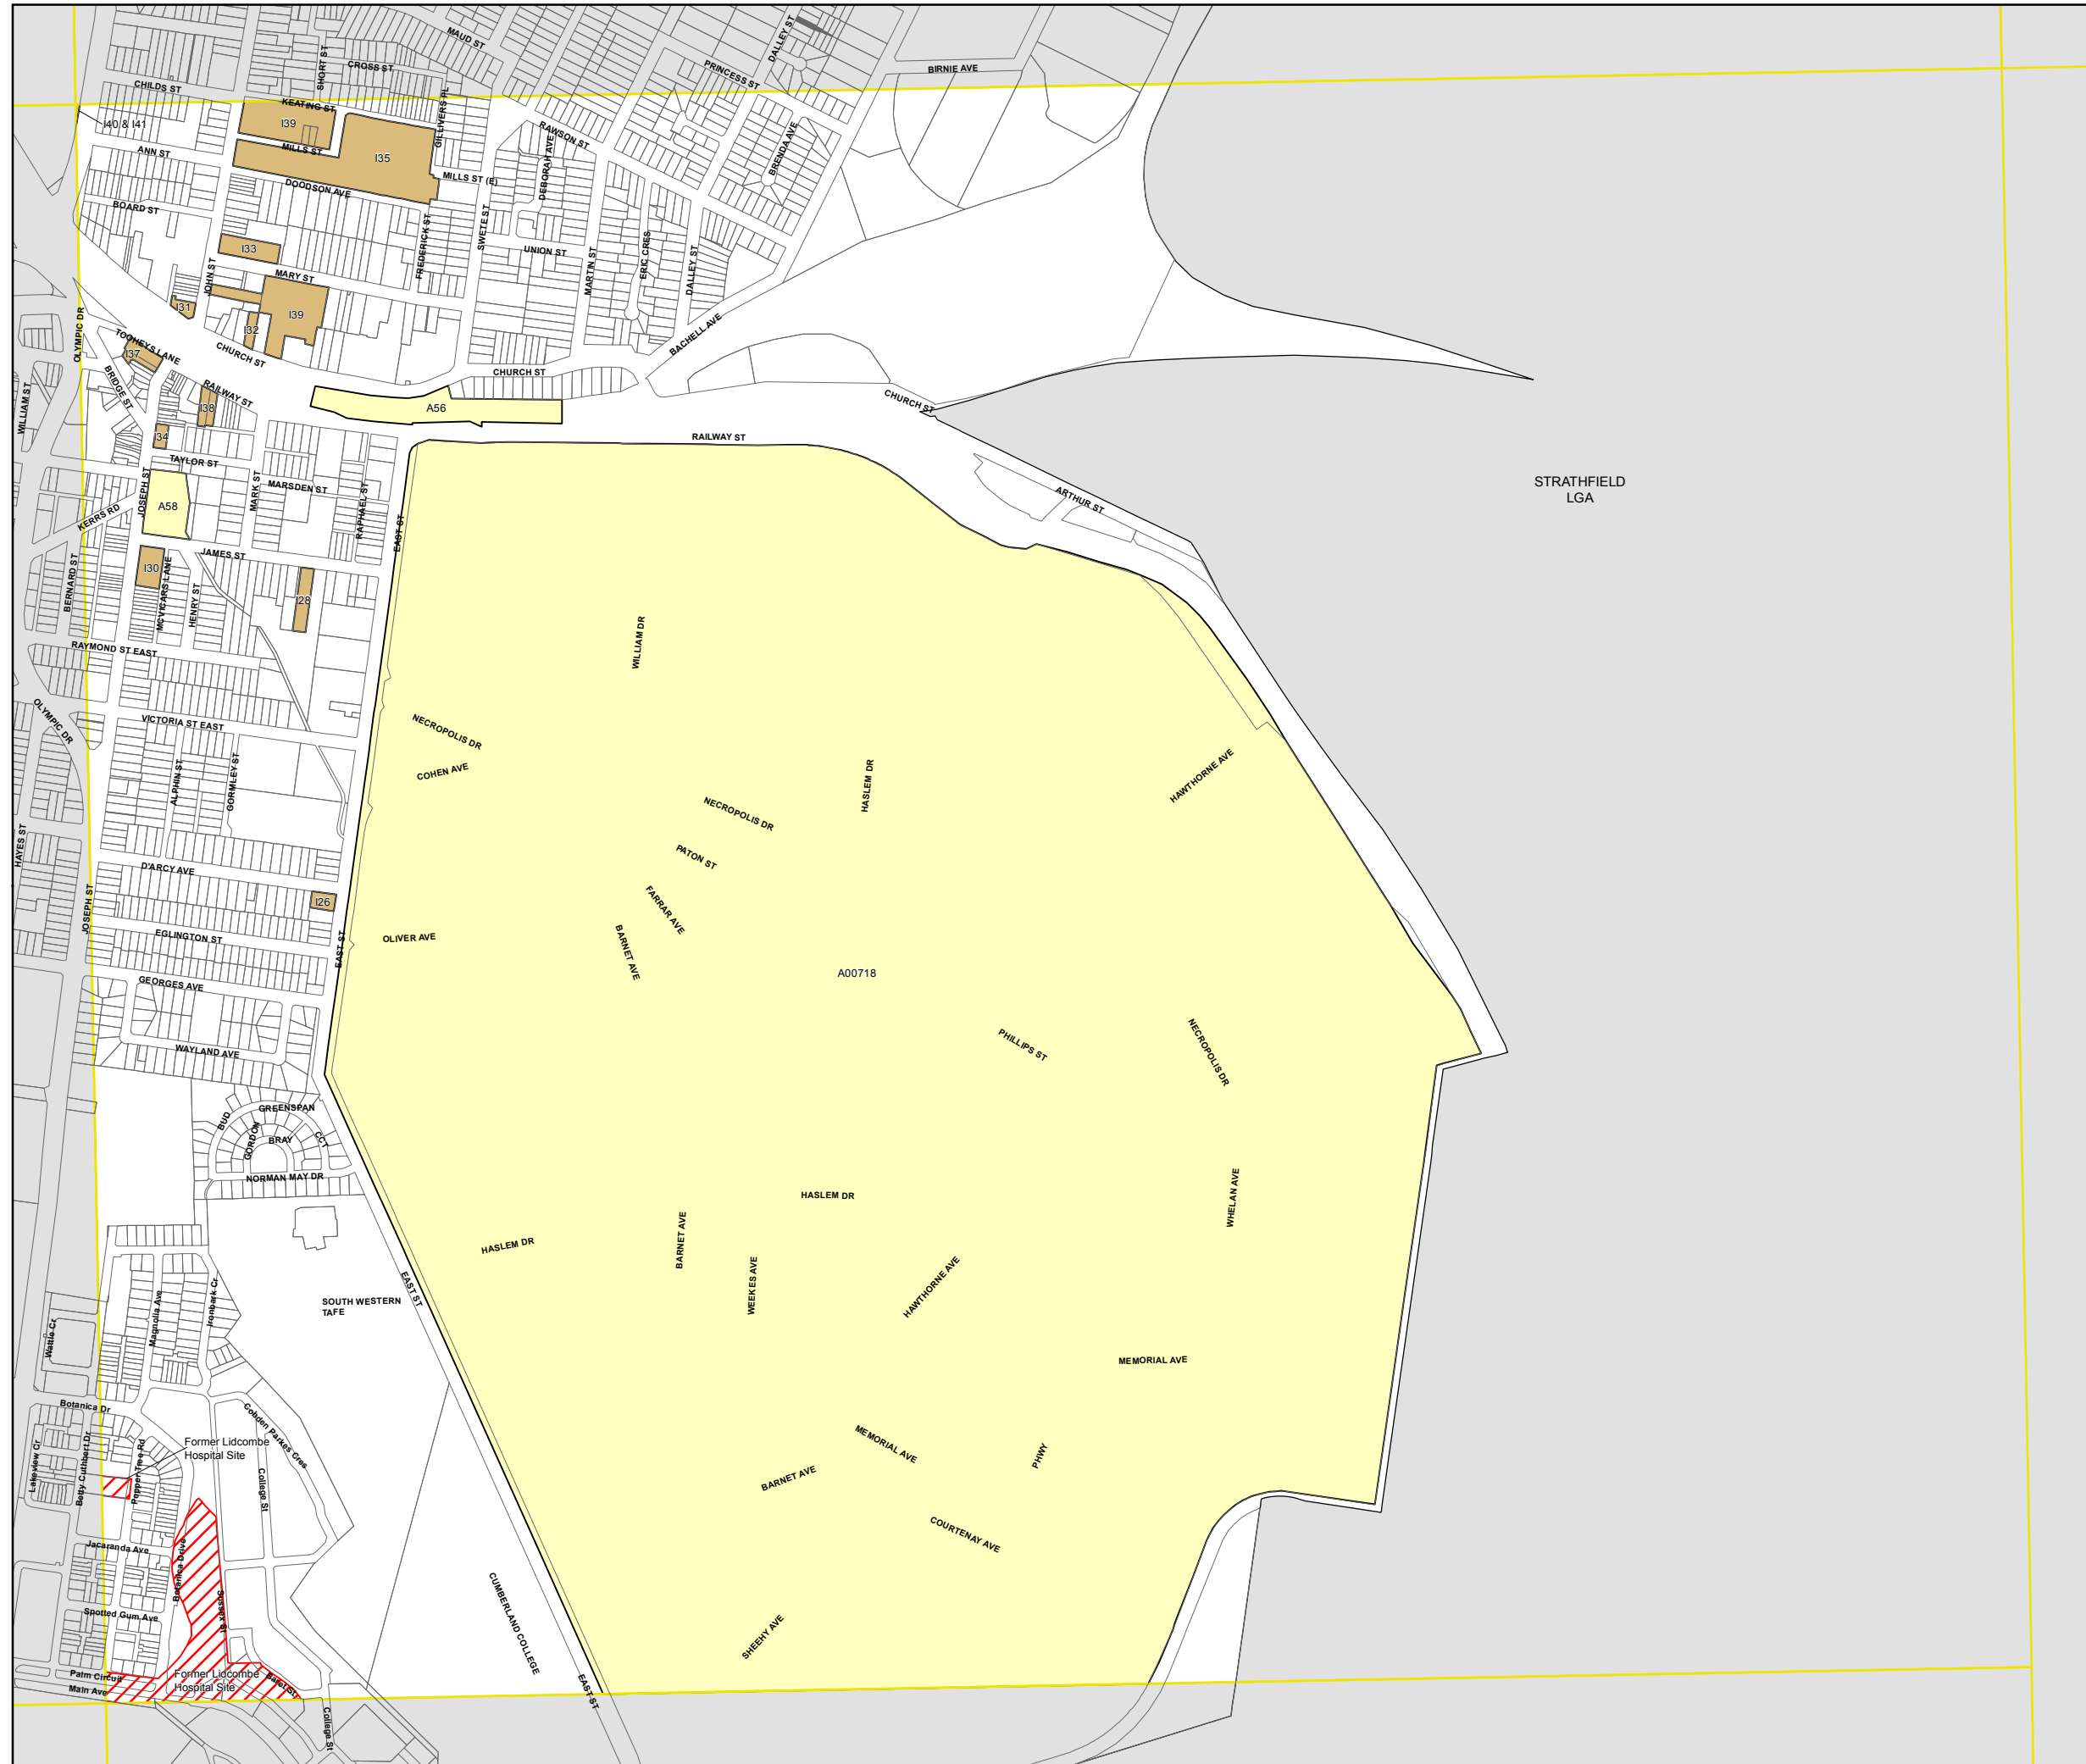 MAUD ST
DALLEY ST
SHORT ST
CROSS ST
PRINCESS ST
BIRNIE AVE
CHILDS ST
KEATING ST
GILLIVERS PL
I40 & I41
I39
RAWSON ST
BRENDA AVE
ANN ST
MILLS ST
I35
DEBORAH AVE
MILLS ST (E)
DOODSON AVE
BOARD ST
FREDERICK ST
SWETE ST
I33
UNION ST
MARTIN ST
ERIC CRES
DALLEY ST
JOHN ST
MARY ST
I31
I39
I32
OLYMPIC DR
TOOHEYS LANE
I37
CHURCH ST
BACHELL AVE
BRIDGE ST
CHURCH ST
WILLIAM ST
RAILWAY ST
I38
A56
CHURCH ST
I34
RAILWAY ST
TAYLOR ST
MARK ST
MARSDEN ST
RAPHAEL ST
STRATHFIELD
LGA
JOSEPH ST
A58
KERRS RD
EAST ST
ARTHUR ST
JAMES ST
I30
MCVICARS LANE
HENRY ST
BERNARD ST
I28
RAYMOND ST EAST
WILLIAM DR
OLYMPIC DR
VICTORIA ST EAST
NECROPOLIS DR
COHEN AVE
ALPHIN ST
GORMLEY ST
HASLEM DR
HAWTHORNE AVE
NECROPOLIS DR
HAYES ST
PATON ST
D'ARCY AVE
FARRAR AVE
I26
JOSEPH ST
EGLINGTON ST
EAST ST
OLIVER AVE
BARNET AVE
A00718
GEORGES AVE
PHILLIPS ST
NECROPOLIS DR
WAYLAND AVE
BUD
GREENSPAN
CCT
GORDON
BRAY
NORMAN MAY DR
HASLEM DR
WHELAN AVE
HASLEM DR
BARNET AVE
WEEKES AVE
HAWTHORNE AVE
EAST ST
SOUTH WESTERN
TAFE
Wattle Cr
Magnolia Ave
Ironbark Cr
MEMORIAL AVE
Botanica Dr
Cobden Parkes Cres
Former Lidcombe
Hospital Site
MEMORIAL AVE
PHWY
Lakeview Cr
Betty Cuthbert Dr
Pepper Tree Rd
College St
BARNET AVE
COURTENAY AVE
Jacaranda Ave
Botanica Drive
Sussex St
CUMBERLAND COLLEGE
Spotted Gum Ave
SHEEHY AVE
Palm Circuit
Main Ave
Former Lidcombe
Hospital Site
EAST ST
College St